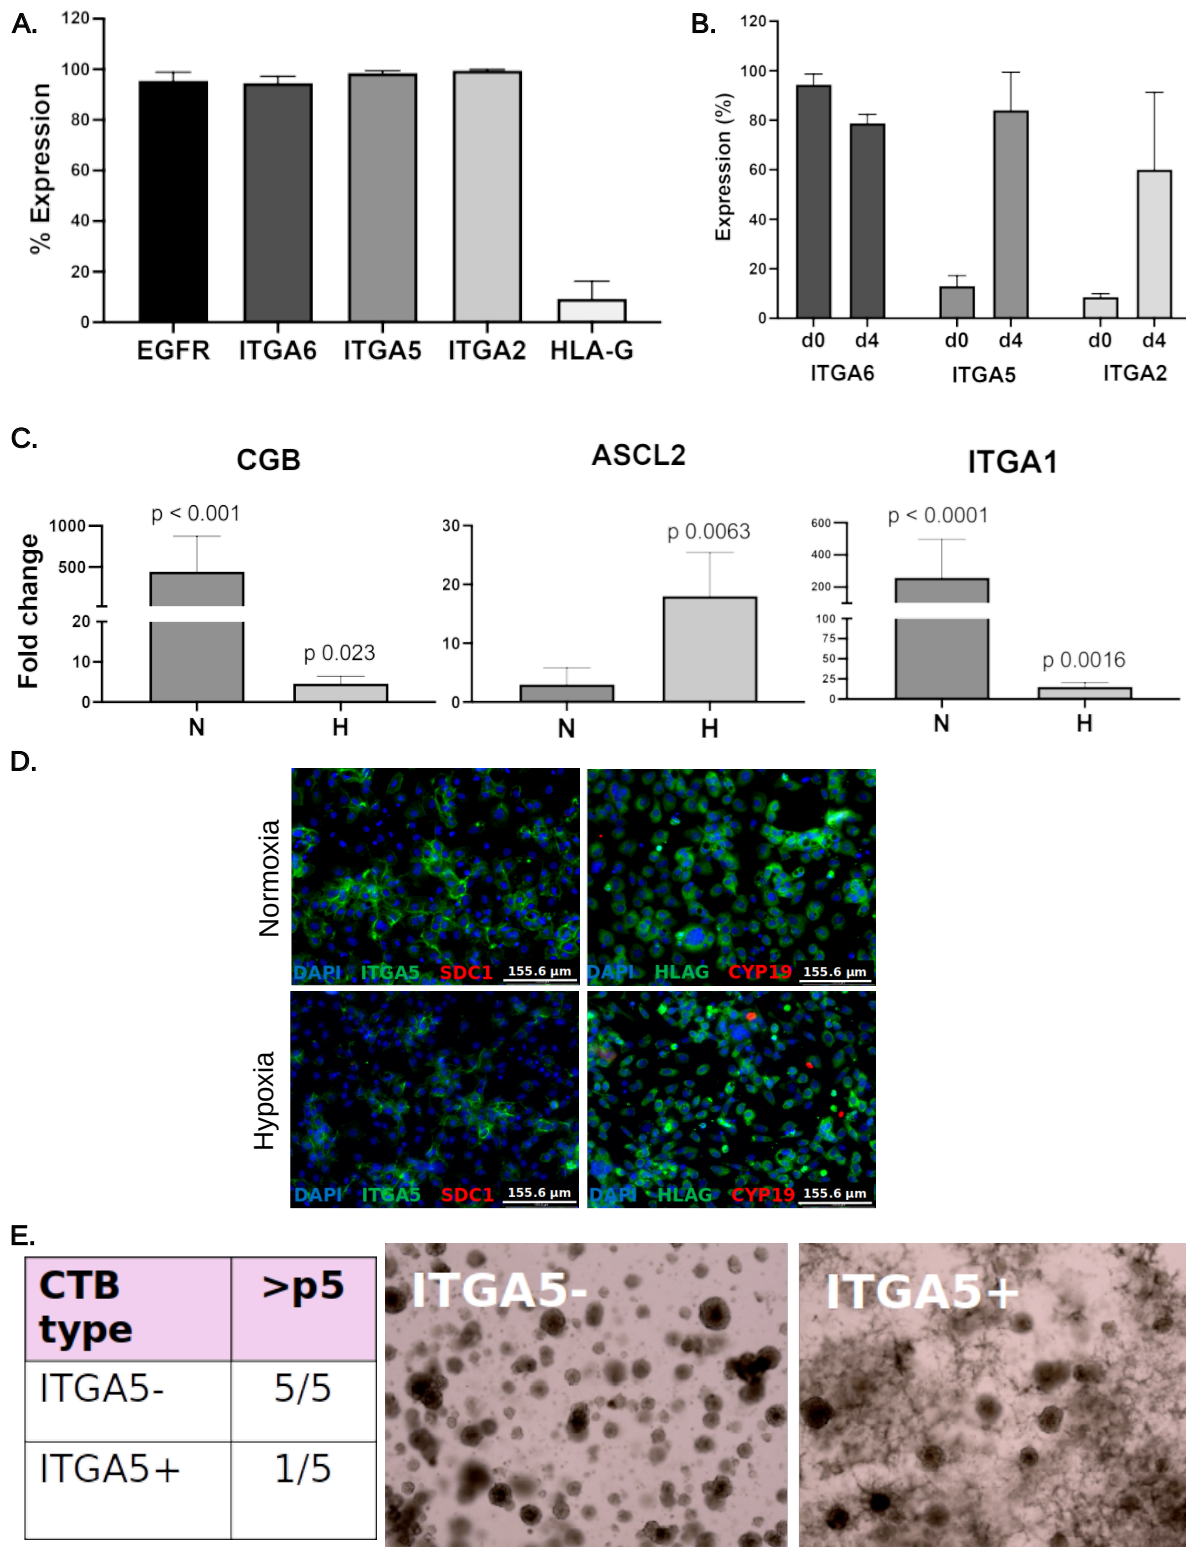 A.
% Expression
120
100
80
60
40
20
0
EGFR ITGA6 ITGA5 ITGA2 HLA-G
B.
Expression (%)
120
100
80
60
40
20
0
d0 d4 d0 d4 d0 d4
ITGA6 ITGA5 ITGA2
C.
CGB
Fold change
1000
500
20
10
0
p < 0.001
p 0.023
N H
ASCL2
30
20
10
0
p 0.0063
N H
ITGA1
600
400
200
100
75
50
25
0
p < 0.0001
p 0.0016
N H
D.
Normoxia
DAPI ITGA5 SDC1 155.6 µm
DAPI HLAG CYP19 155.6 µm
Hypoxia
DAPI ITGA5 SDC1 155.6 µm
DAPI HLAG CYP19 155.6 µm
E.
CTB >p5
type
ITGA5- 5/5
ITGA5+ 1/5
ITGA5-
ITGA5+